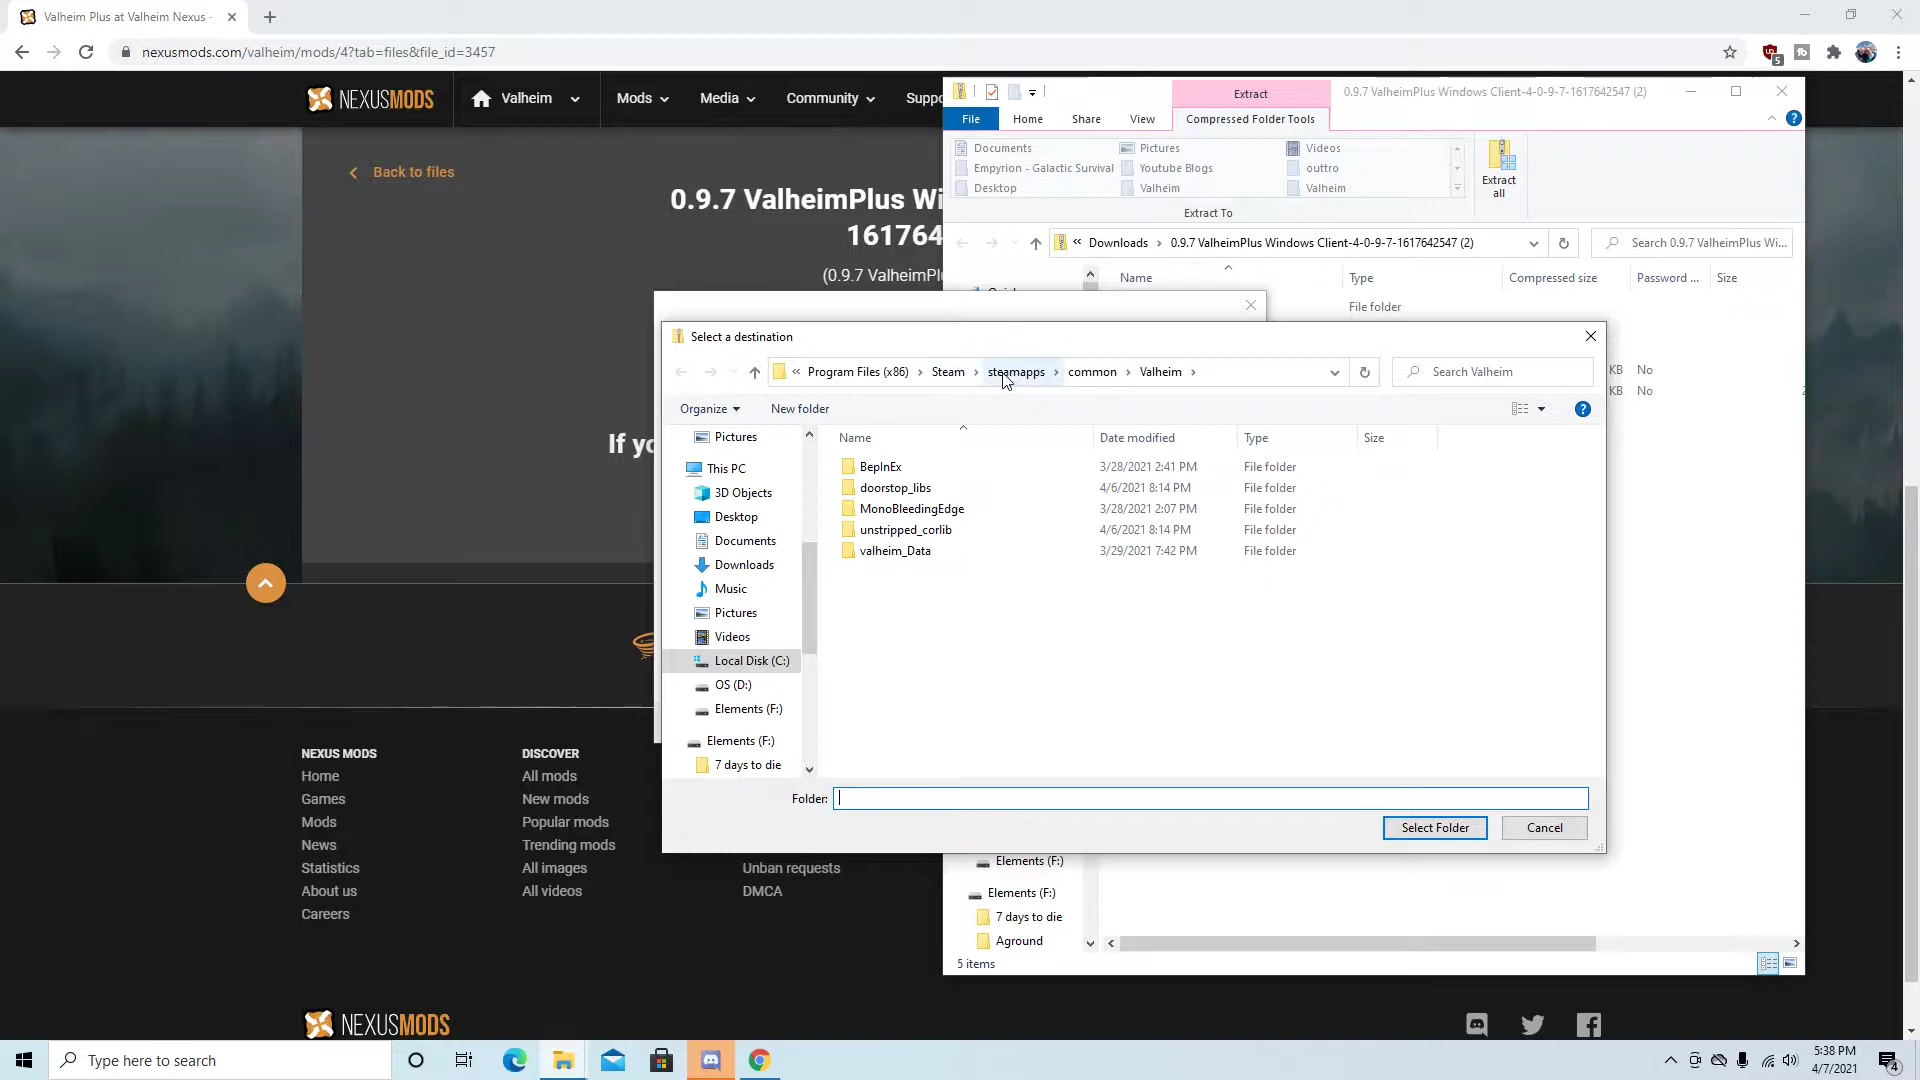 Valheim Plus at Valheim Nexus -
nexusmods.com/valheim/mods/4?tab=files&file_id=3457
5
NEXUSMODS
Valheim
Mods
Media
Community
Suppo
Extract
0.9.7 ValheimPlus Windows Client-4-0-9-7-1617642547 (2)
File
Home
Share
View
Compressed Folder Tools
Documents
Pictures
Videos
Empyrion - Galactic Survival
Youtube Blogs
outtro
Desktop
Valheim
Valheim
Extract
all
Extract To
Back to files
0.9.7 ValheimPlus Wi
161764
(0.9.7 ValheimPlu
If yo
« Downloads > 0.9.7 ValheimPlus Windows Client-4-0-9-7-1617642547 (2)
Search 0.9.7 ValheimPlus Wi...
Name
Type
Compressed size
Password ...
Size
File folder
KB No
KB No
Select a destination
« Program Files (x86) > Steam > steamapps > common > Valheim >
Search Valheim
Organize
New folder
Pictures
This PC
3D Objects
Desktop
Documents
Downloads
Music
Pictures
Videos
Local Disk (C:)
OS (D:)
Elements (F:)
Elements (F:)
7 days to die
Name
Date modified
Type
Size
BepInEx 3/28/2021 2:41 PM File folder
doorstop_libs 4/6/2021 8:14 PM File folder
MonoBleedingEdge 3/28/2021 2:07 PM File folder
unstripped_corlib 4/6/2021 8:14 PM File folder
valheim_Data 3/29/2021 7:42 PM File folder
Folder:
Select Folder
Cancel
Elements (F:)
Elements (F:)
7 days to die
Aground
5 items
NEXUS MODS
Home
Games
Mods
News
Statistics
About us
Careers
DISCOVER
All mods
New mods
Popular mods
Trending mods
All images
All videos
Unban requests
DMCA
NEXUSMODS
Type here to search
5:38 PM
4/7/2021
4